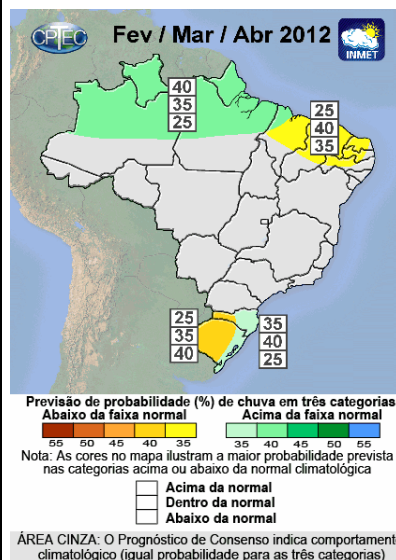 CPTEC
Fev / Mar / Abr 2012
INMET
40
35
25
25
40
35
25
35
40
35
40
25
Previsão de probabilidade (%) de chuva em três categorias
Abaixo da faixa normal Acima da faixa normal
55 50 45 40 35 35 40 45 50 55
Nota: As cores no mapa ilustram a maior probabilidade prevista
nas categorias acima ou abaixo da normal climatológica
Acima da normal
Dentro da normal
Abaixo da normal
ÁREA CINZA: O Prognóstico de Consenso indica comportament
climatológico (igual probabilidade para as três categorias)